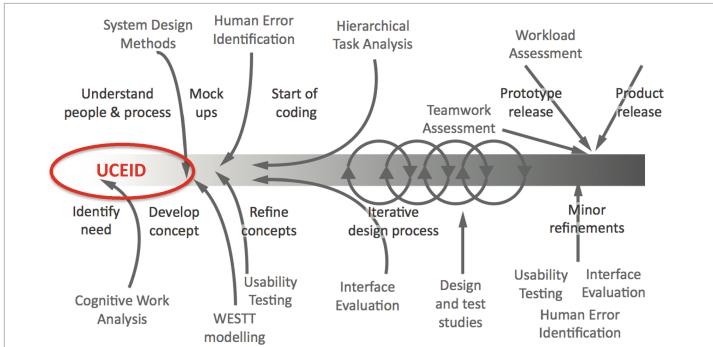 System Design
Methods
Human Error
Identification
Hierarchical
Task Analysis
Workload
Assessment
Understand
people & process
Mock
ups
Start of
coding
Teamwork
Assessment
Prototype
release
Product
release
UCEID
Identify
need
Develop
concept
Refine
concepts
Iterative
design process
Minor
refinements
Cognitive Work
Analysis
WESTT
modelling
Usability
Testing
Interface
Evaluation
Design
and test
studies
Usability
Testing
Interface
Evaluation
Human Error
Identification